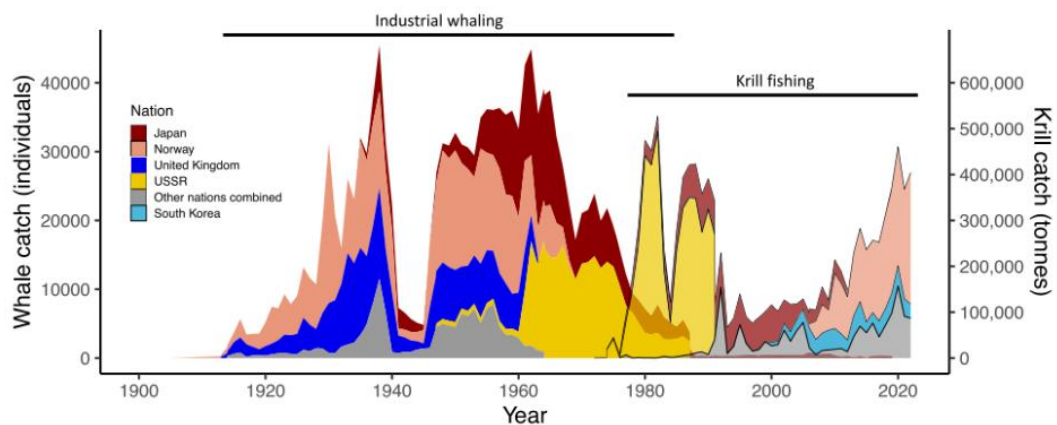 Industrial whaling
Krill fishing
Whale catch (individuals)
40000
30000
20000
10000
0
Nation
Japan
Norway
United Kingdom
USSR
Other nations combined
South Korea
600,000
500,000
400,000
300,000
200,000
100,000
0
Krill catch (tonnes)
1900 1920 1940 1960 1980 2000 2020
Year